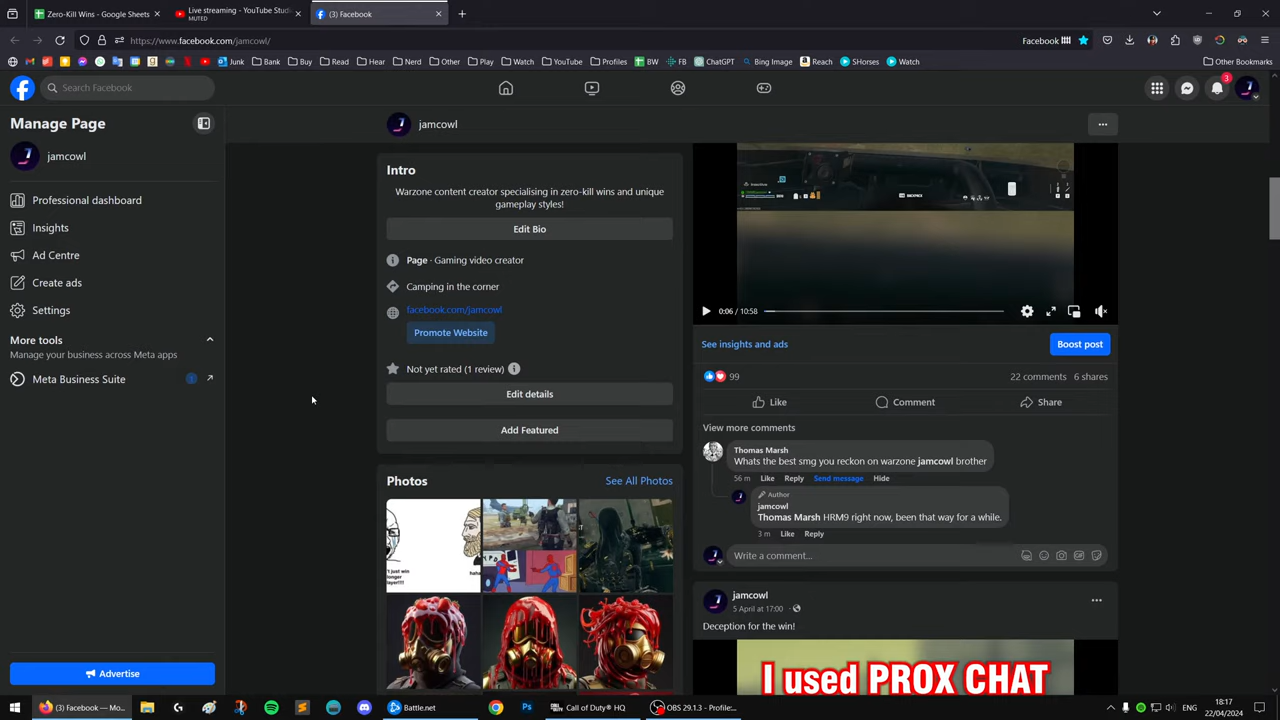 Zero-Kill Wins - Google Sheets
Live streaming - YouTube Stud
MUTED
(3) Facebook
https://www.facebook.com/jamcowl/
Facebook
Junk
Bank
Buy
Read
Hear
Nerd
Other
Play
Watch
YouTube
Profiles
BW
FB
ChatGPT
Bing Image
Reach
SHorses
Watch
Other Bookmarks
Search Facebook
3
Manage Page
jamcowl
jamcowl
Professional dashboard
Insights
Ad Centre
Create ads
Settings
More tools
Manage your business across Meta apps
Meta Business Suite
Advertise
Intro
Warzone content creator specialising in zero-kill wins and unique
gameplay styles!
Edit Bio
Page · Gaming video creator
Camping in the corner
facebook.com/jamcowl
Promote Website
Not yet rated (1 review)
Edit details
Add Featured
Photos
See All Photos
0:06 / 10:58
See insights and ads
Boost post
99
22 comments 6 shares
Like
Comment
Share
View more comments
Thomas Marsh
Whats the best smg you reckon on warzone jamcowl brother
56 m Like Reply Send message Hide
Author
jamcowl
Thomas Marsh HRM9 right now, been that way for a while.
3 m Like Reply
Write a comment...
jamcowl
5 April at 17:00 ·
Deception for the win!
I used PROX CHAT
(3) Facebook — Mo...
Battle.net
Call of Duty® HQ
OBS 29.1.3 - Profile:...
18:17
22/04/2024